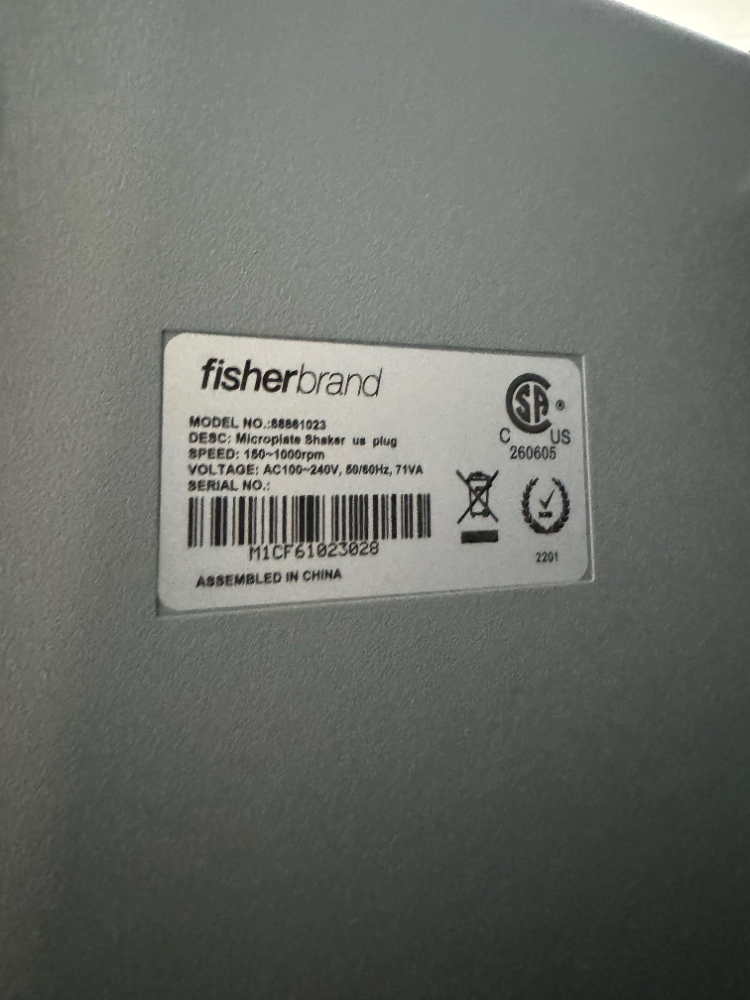 fisherbrand
MODEL NO.:88861023
DESC: Microplate Shaker us plug
SPEED: 150~1000rpm
VOLTAGE: AC100~240V, 50/60Hz, 71VA
SERIAL NO.:
M1CF61023028
ASSEMBLED IN CHINA
SA ®
C US
260605
2201